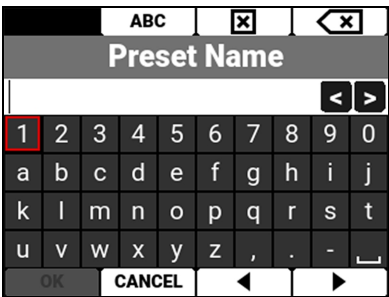 ABC
Preset Name
< >
1 2 3 4 5 6 7 8 9 0
a b c d e f g h i j
k l m n o p q r s t
u v w x y z , . -
OK CANCEL